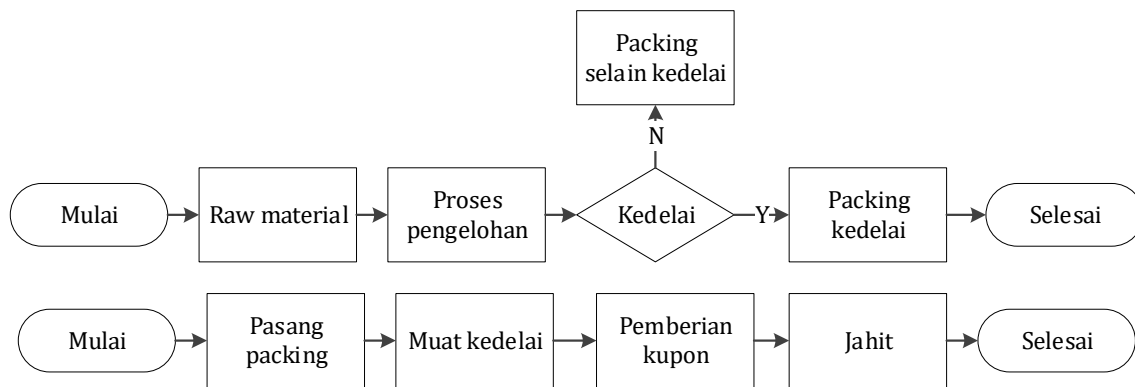 Packing
selain kedelai
N
Mulai
Raw material
Proses
pengelohan
Kedelai
Y
Packing
kedelai
Selesai
Mulai
Pasang
packing
Muat kedelai
Pemberian
kupon
Jahit
Selesai